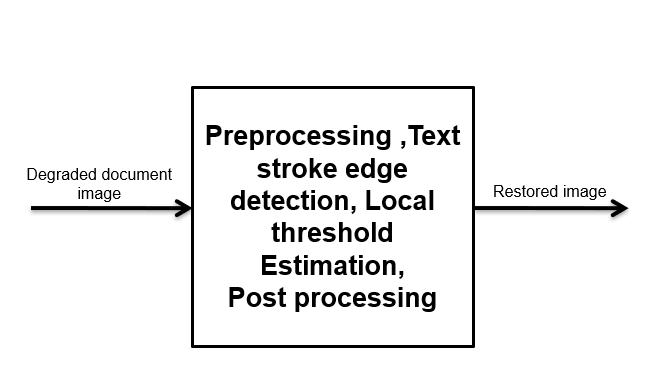 Degraded document
image
Preprocessing ,Text
stroke edge
detection, Local
threshold
Estimation,
Post processing
Restored image